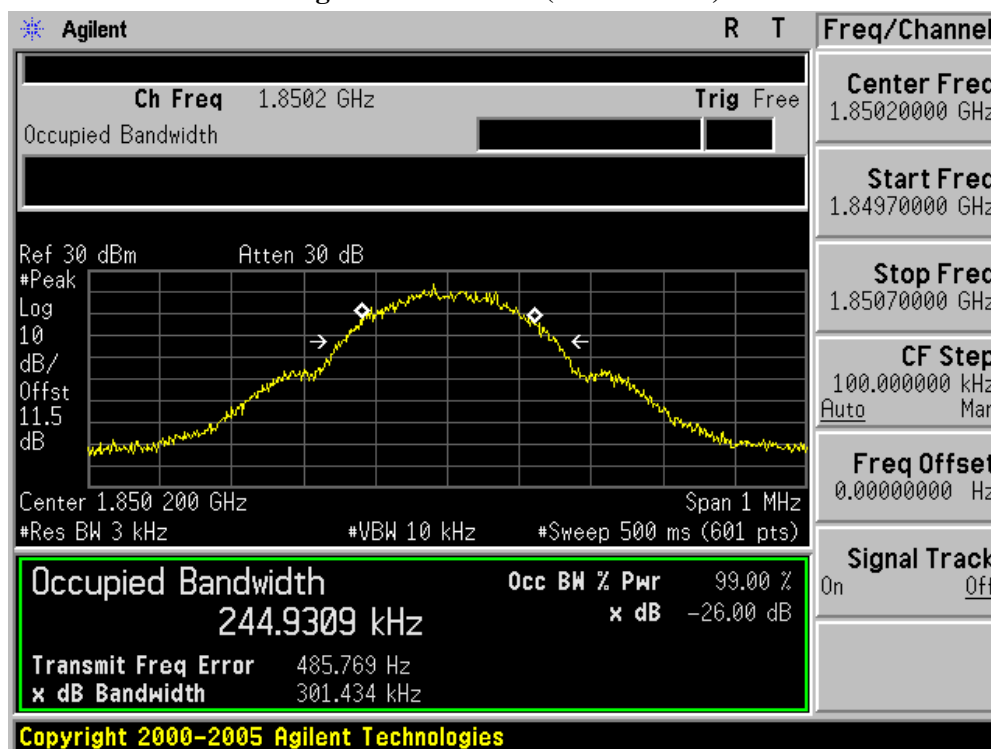 Agilent R T
Ch Freq 1.8502 GHz Trig Free
Occupied Bandwidth
Ref 30 dBm Atten 30 dB
#Peak
Log
10
dB/
Offst
11.5
dB
Center 1.850 200 GHz Span 1 MHz
#Res BW 3 kHz #VBW 10 kHz #Sweep 500 ms (601 pts)
Occupied Bandwidth Occ BW % Pwr 99.00 %
244.9309 kHz x dB -26.00 dB
Transmit Freq Error 485.769 Hz
x dB Bandwidth 301.434 kHz
Copyright 2000-2005 Agilent Technologies
Freq/Channel
Center Freq
1.85020000 GHz
Start Freq
1.84970000 GHz
Stop Freq
1.85070000 GHz
CF Step
100.000000 kHz
Auto Man
Freq Offset
0.00000000 Hz
Signal Track
On Off